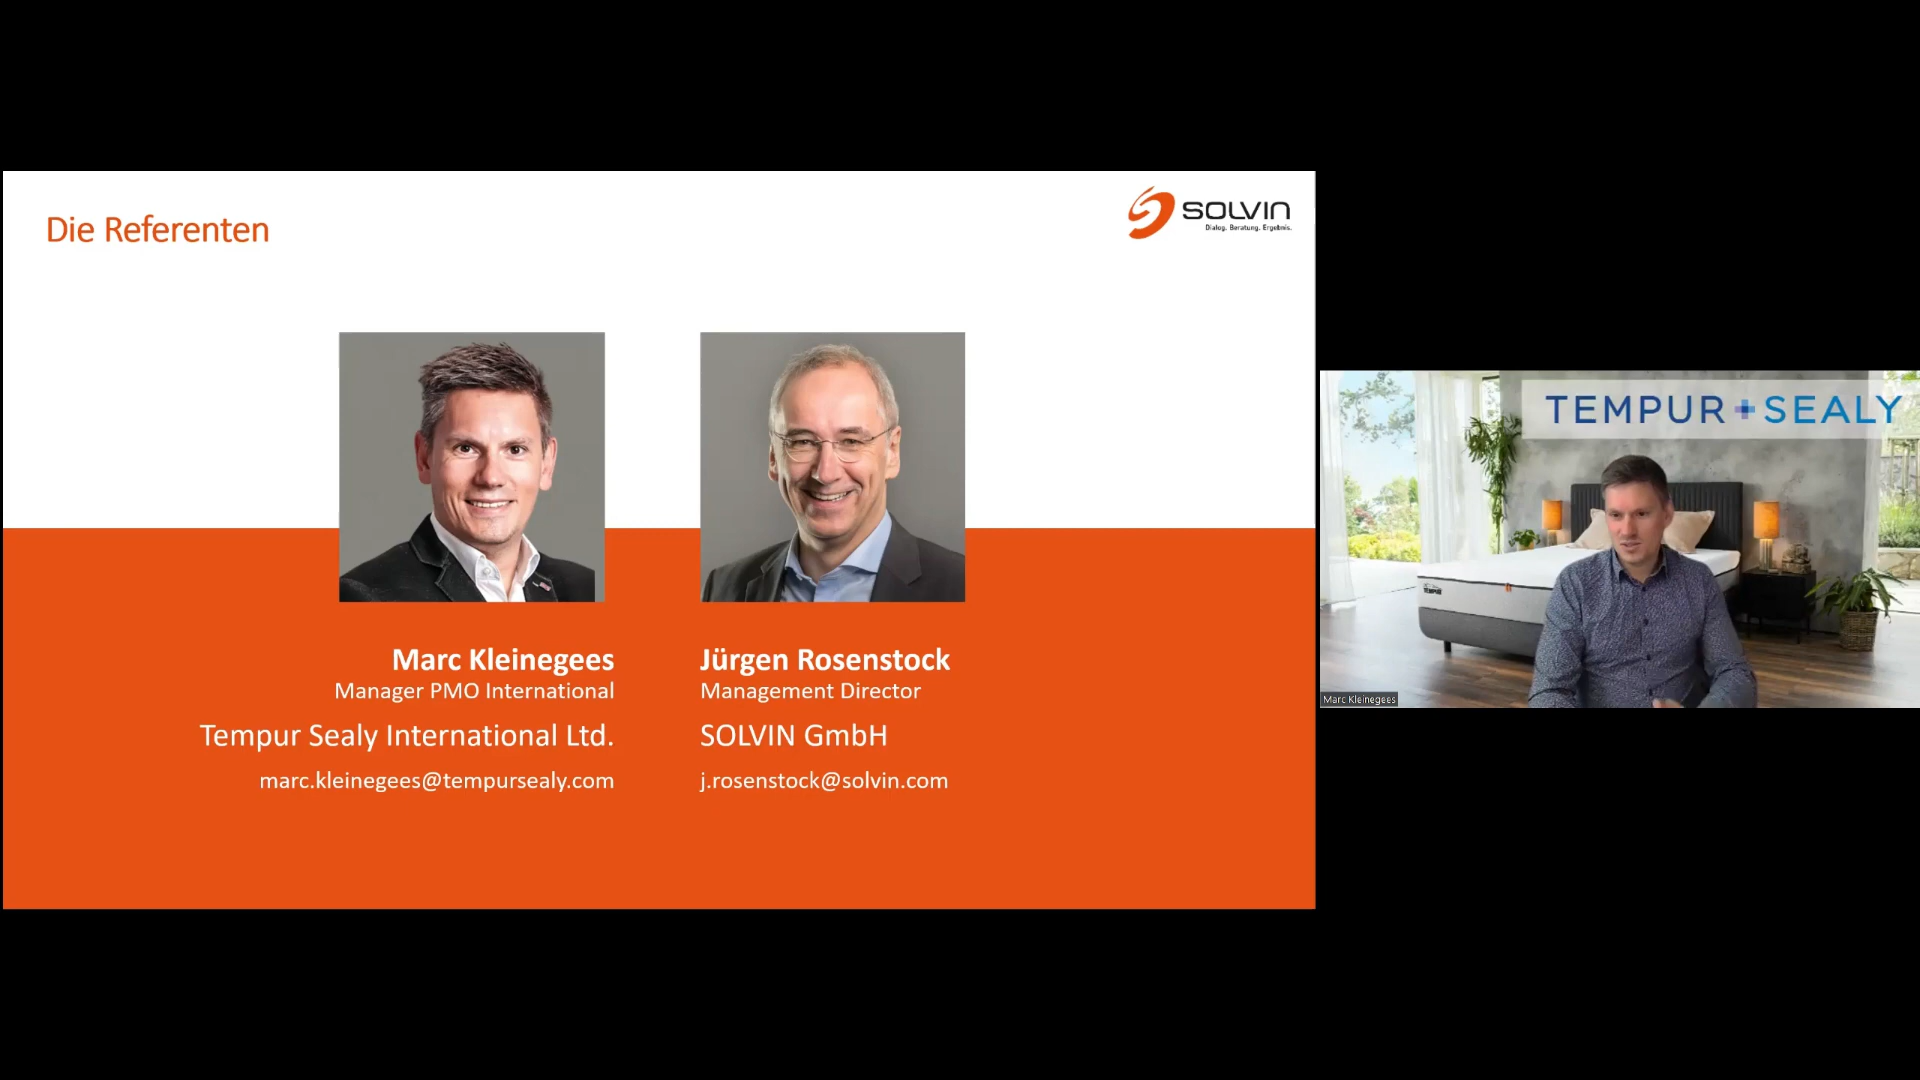 Die Referenten
SOLVIN
Dialog. Beratung. Ergebnis.
Marc Kleinegees
Manager PMO International
Tempur Sealy International Ltd.
marc.kleinegees@tempursealy.com
Jürgen Rosenstock
Management Director
SOLVIN GmbH
j.rosenstock@solvin.com
TEMPUR + SEALY
TEMPUR
Marc Kleinegees